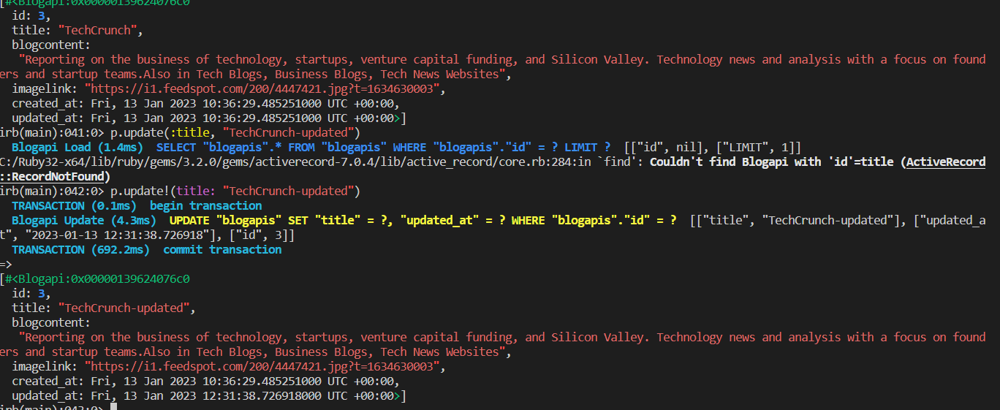 [#<Blogapi:0x00000139624076c0
id: 3,
title: "TechCrunch",
blogcontent:
"Reporting on the business of technology, startups, venture capital funding, and Silicon Valley. Technology news and analysis with a focus on found
ers and startup teams.Also in Tech Blogs, Business Blogs, Tech News Websites",
imagelink: "https://i1.feedspot.com/200/4447421.jpg?t=1634630003",
created_at: Fri, 13 Jan 2023 10:36:29.485251000 UTC +00:00,
updated_at: Fri, 13 Jan 2023 10:36:29.485251000 UTC +00:00>]
irb(main):041:0> p.update(:title, "TechCrunch-updated")
Blogapi Load (1.4ms)  SELECT "blogapis".* FROM "blogapis" WHERE "blogapis"."id" = ? LIMIT ?  [["id", nil], ["LIMIT", 1]]
C:/Ruby32-x64/lib/ruby/gems/3.2.0/gems/activerecord-7.0.4/lib/active_record/core.rb:284:in `find': Couldn't find Blogapi with 'id'=title (ActiveRecord
::RecordNotFound)
irb(main):042:0> p.update!(title: "TechCrunch-updated")
TRANSACTION (0.1ms)  begin transaction
Blogapi Update (4.3ms)  UPDATE "blogapis" SET "title" = ?, "updated_at" = ? WHERE "blogapis"."id" = ?  [["title", "TechCrunch-updated"], ["updated_a
t", "2023-01-13 12:31:38.726918"], ["id", 3]]
TRANSACTION (692.2ms)  commit transaction
=>
[#<Blogapi:0x00000139624076c0
id: 3,
title: "TechCrunch-updated",
blogcontent:
"Reporting on the business of technology, startups, venture capital funding, and Silicon Valley. Technology news and analysis with a focus on found
ers and startup teams.Also in Tech Blogs, Business Blogs, Tech News Websites",
imagelink: "https://i1.feedspot.com/200/4447421.jpg?t=1634630003",
created_at: Fri, 13 Jan 2023 10:36:29.485251000 UTC +00:00,
updated_at: Fri, 13 Jan 2023 12:31:38.726918000 UTC +00:00>]
irb(main):043:0>